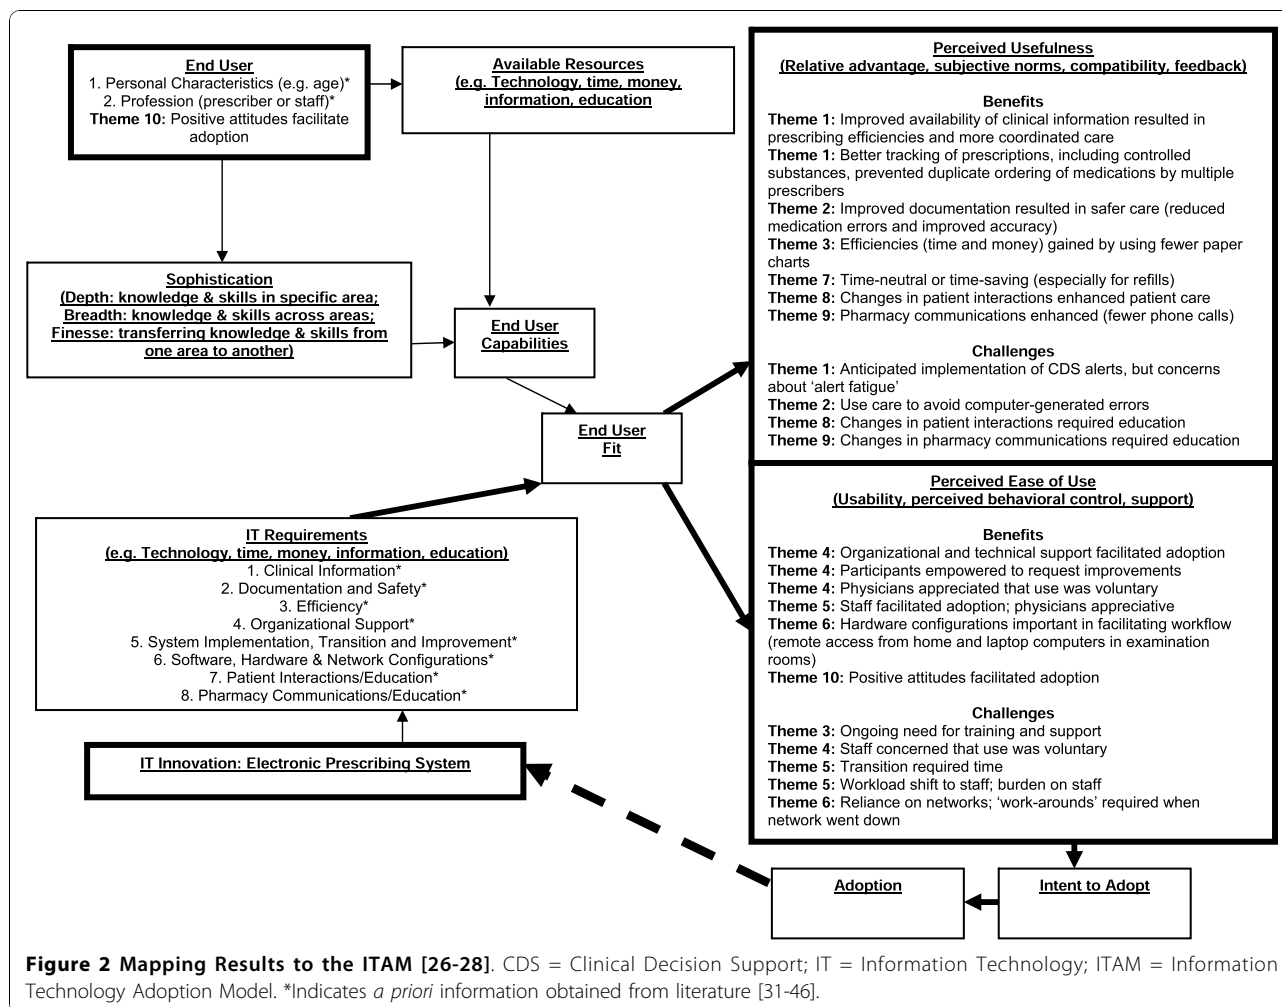 End User
1. Personal Characteristics (e.g. age)*
2. Profession (prescriber or staff)*
Theme 10: Positive attitudes facilitate
adoption
Available Resources
(e.g. Technology, time, money,
information, education
Sophistication
(Depth: knowledge & skills in specific area;
Breadth: knowledge & skills across areas;
Finesse: transferring knowledge & skills from
one area to another)
End User
Capabilities
End User
Fit
IT Requirements
(e.g. Technology, time, money, information, education)
1. Clinical Information*
2. Documentation and Safety*
3. Efficiency*
4. Organizational Support*
5. System Implementation, Transition and Improvement*
6. Software, Hardware & Network Configurations*
7. Patient Interactions/Education*
8. Pharmacy Communications/Education*
IT Innovation: Electronic Prescribing System
Perceived Usefulness
(Relative advantage, subjective norms, compatibility, feedback)
Benefits
Theme 1: Improved availability of clinical information resulted in
prescribing efficiencies and more coordinated care
Theme 1: Better tracking of prescriptions, including controlled
substances, prevented duplicate ordering of medications by multiple
prescribers
Theme 2: Improved documentation resulted in safer care (reduced
medication errors and improved accuracy)
Theme 3: Efficiencies (time and money) gained by using fewer paper
charts
Theme 7: Time-neutral or time-saving (especially for refills)
Theme 8: Changes in patient interactions enhanced patient care
Theme 9: Pharmacy communications enhanced (fewer phone calls)
Challenges
Theme 1: Anticipated implementation of CDS alerts, but concerns
about ‘alert fatigue’
Theme 2: Use care to avoid computer-generated errors
Theme 8: Changes in patient interactions required education
Theme 9: Changes in pharmacy communications required education
Perceived Ease of Use
(Usability, perceived behavioral control, support)
Benefits
Theme 4: Organizational and technical support facilitated adoption
Theme 4: Participants empowered to request improvements
Theme 4: Physicians appreciated that use was voluntary
Theme 5: Staff facilitated adoption; physicians appreciative
Theme 6: Hardware configurations important in facilitating workflow
(remote access from home and laptop computers in examination
rooms)
Theme 10: Positive attitudes facilitated adoption
Challenges
Theme 3: Ongoing need for training and support
Theme 4: Staff concerned that use was voluntary
Theme 5: Transition required time
Theme 5: Workload shift to staff; burden on staff
Theme 6: Reliance on networks; ‘work-arounds’ required when
network went down
Adoption
Intent to Adopt
Figure 2 Mapping Results to the ITAM [26-28]. CDS = Clinical Decision Support; IT = Information Technology; ITAM = Information
Technology Adoption Model. *Indicates a priori information obtained from literature [31-46].